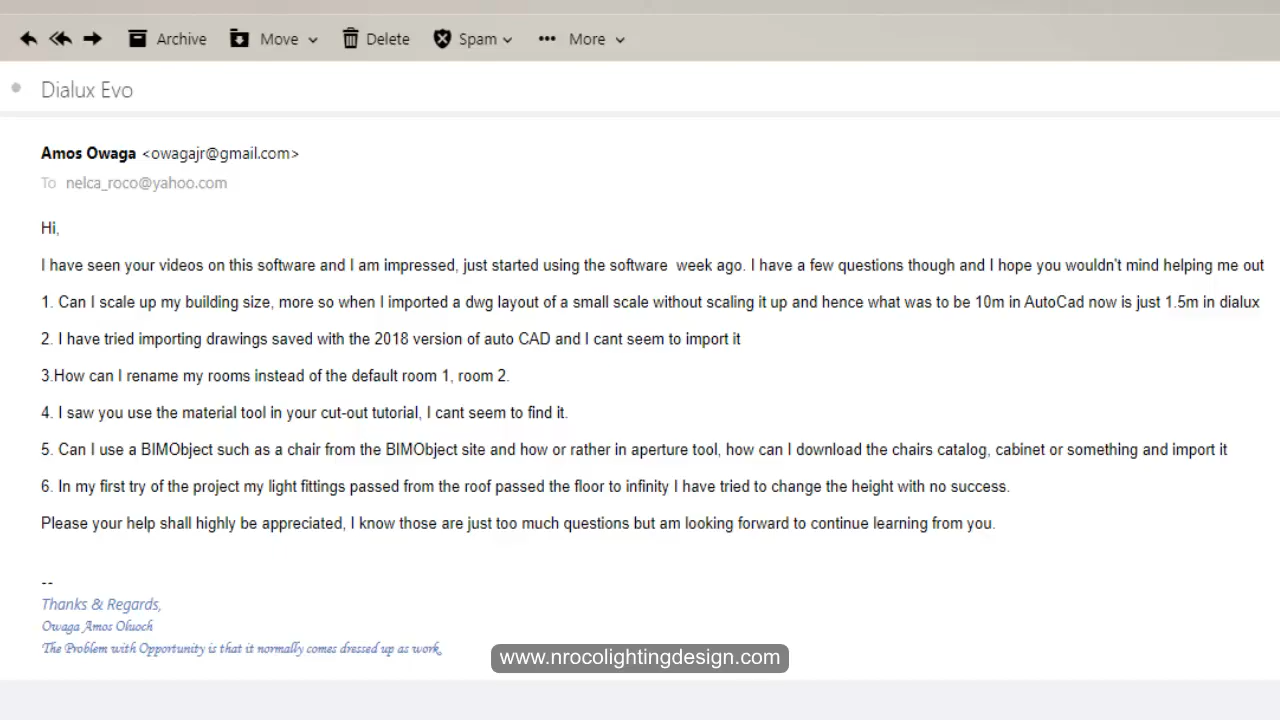 Archive Move Delete Spam More
Dialux Evo
Amos Owaga <owagajr@gmail.com>
To nelca_roco@yahoo.com
Hi,
I have seen your videos on this software and I am impressed, just started using the software week ago. I have a few questions though and I hope you wouldn't mind helping me out
1. Can I scale up my building size, more so when I imported a dwg layout of a small scale without scaling it up and hence what was to be 10m in AutoCad now is just 1.5m in dialux
2. I have tried importing drawings saved with the 2018 version of auto CAD and I cant seem to import it
3.How can I rename my rooms instead of the default room 1, room 2.
4. I saw you use the material tool in your cut-out tutorial, I cant seem to find it.
5. Can I use a BIMObject such as a chair from the BIMObject site and how or rather in aperture tool, how can I download the chairs catalog, cabinet or something and import it
6. In my first try of the project my light fittings passed from the roof passed the floor to infinity I have tried to change the height with no success.
Please your help shall highly be appreciated, I know those are just too much questions but am looking forward to continue learning from you.
--
Thanks & Regards,
Owaga Amos Oluoch
The Problem with Opportunity is that it normally comes dressed up as work.
www.nrocolightingdesign.com